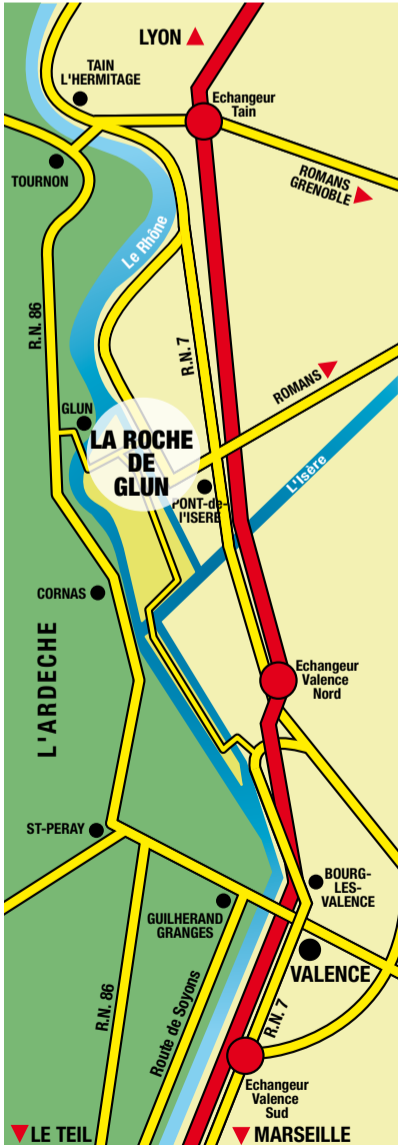 LYON
TAIN
L'HERMITAGE
Echangeur
Tain
TOURNON
ROMANS
GRENOBLE
Le Rhône
R.N. 86
R.N. 7
ROMANS
GLUN
LA ROCHE
DE
GLUN
L'Isère
PONT-de-
l'ISERE
CORNAS
L'ARDECHE
Echangeur
Valence
Nord
ST-PERAY
BOURG-
LES-
VALENCE
GUILHERAND
GRANGES
VALENCE
R.N. 86
Route de Soyons
R.N. 7
Echangeur
Valence
Sud
LE TEIL
MARSEILLE